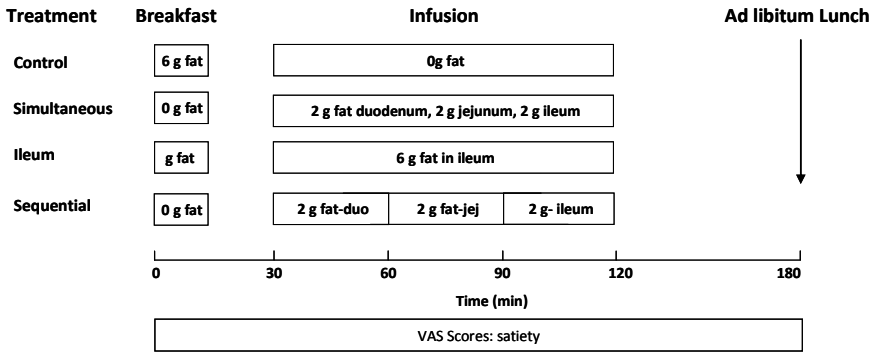 Treatment Breakfast Infusion Ad libitum Lunch
Control 6 g fat 0g fat
Simultaneous 0 g fat 2 g fat duodenum, 2 g jejunum, 2 g ileum
Ileum g fat 6 g fat in ileum
Sequential 0 g fat 2 g fat-duo 2 g fat-jej 2 g- ileum
0 30 60 90 120 180
Time (min)
VAS Scores: satiety